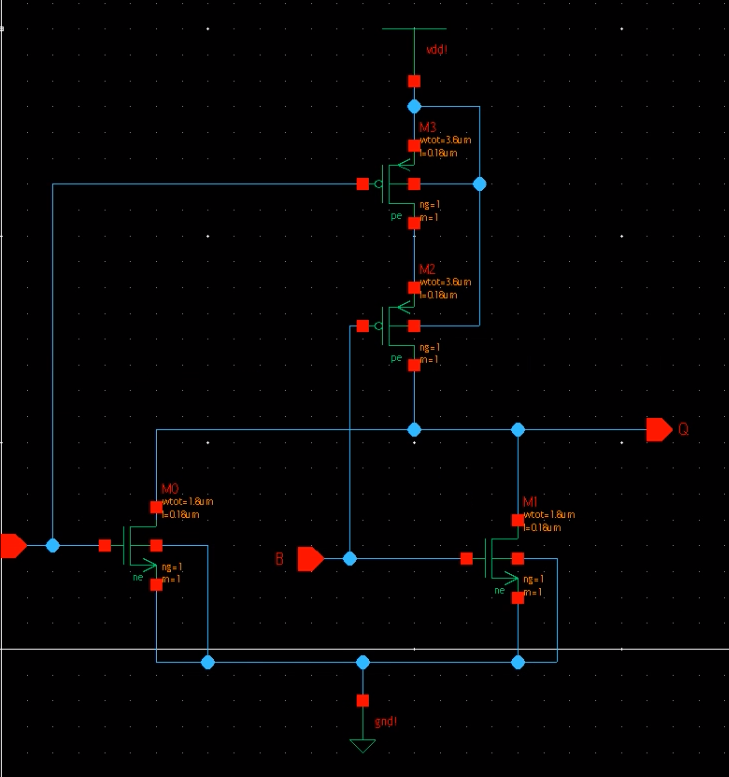 vdd!
M3
wtot=3.6um
l=0.18um
ng=1
m=1
pe
M2
wtot=3.6um
l=0.18um
ng=1
m=1
pe
Q
M0
wtot=1.8um
l=0.18um
ng=1
m=1
ne
B
M1
wtot=1.8um
l=0.18um
ng=1
m=1
ne
gnd!